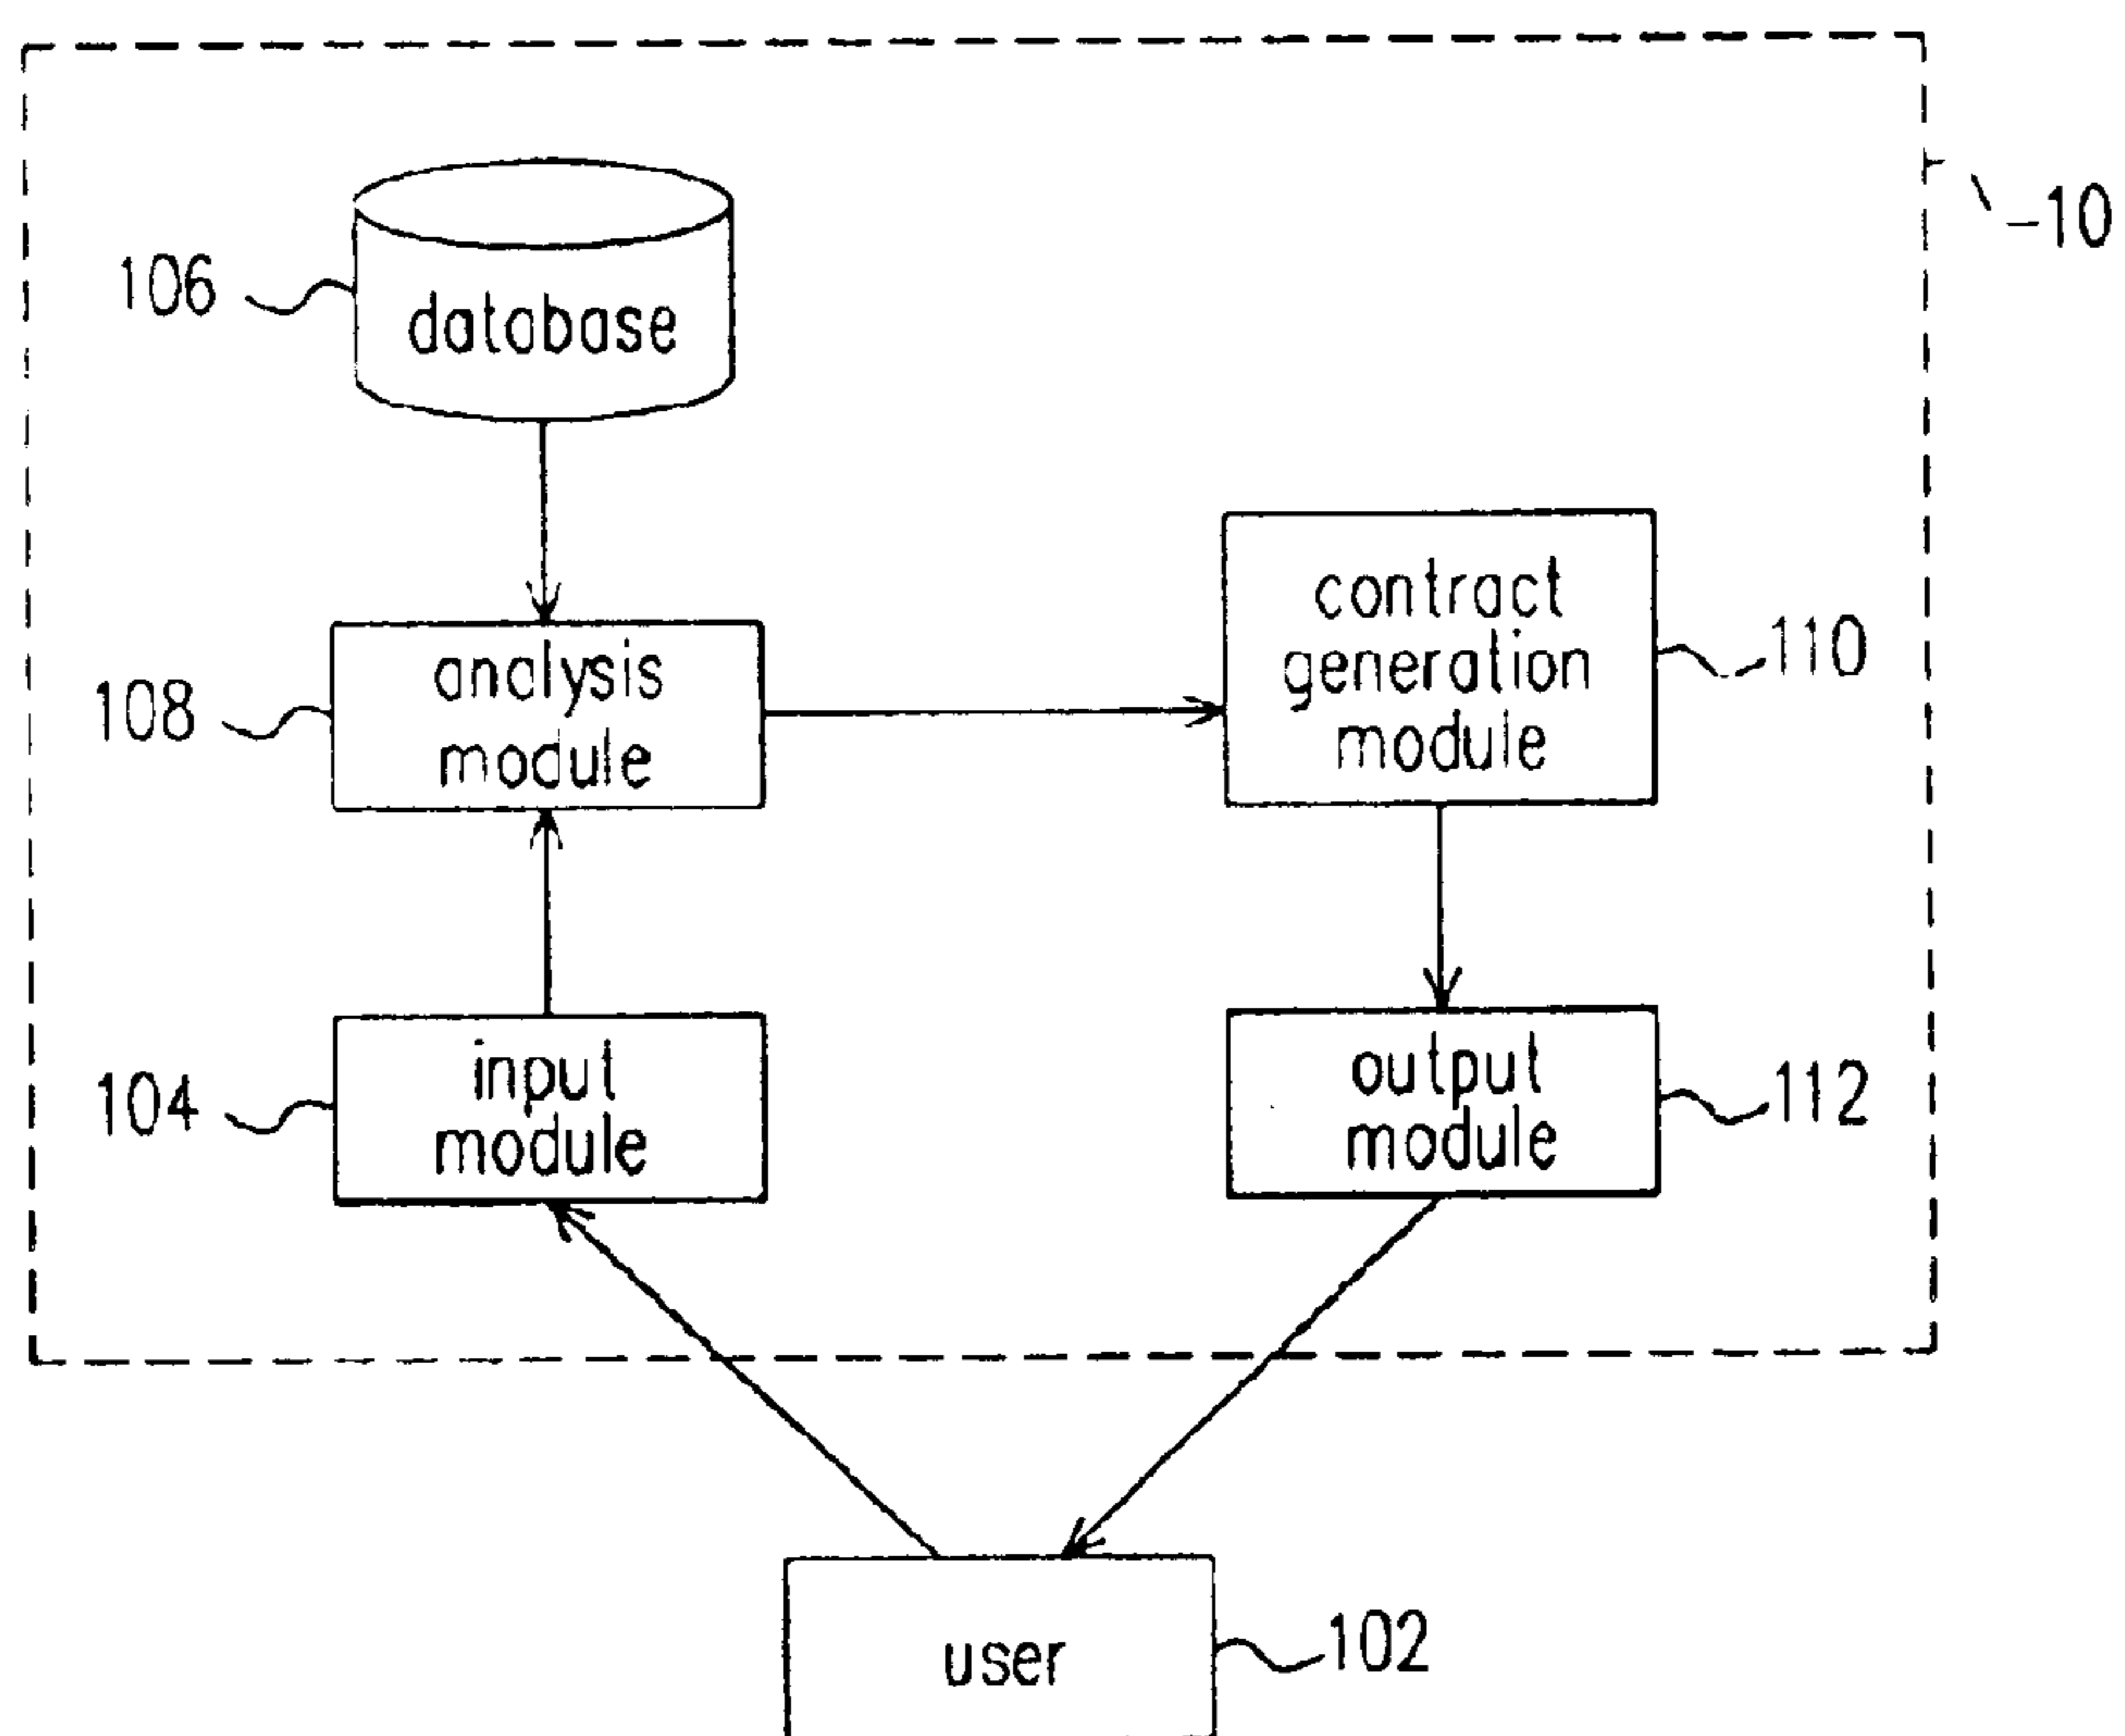 10
106
database
contract
generation
module
110
analysis
module
108
input
module
104
output
module
112
user
102